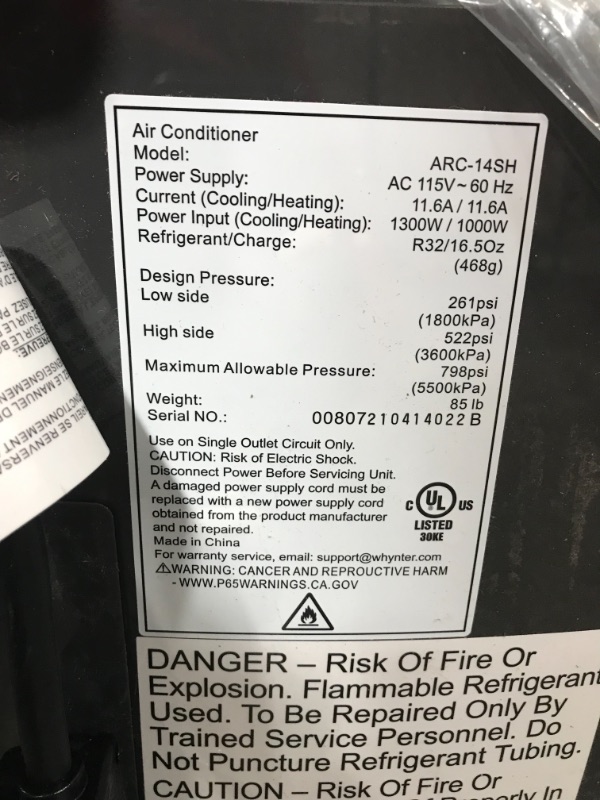 Air Conditioner
Model: ARC-14SH
Power Supply: AC 115V~ 60 Hz
Current (Cooling/Heating): 11.6A / 11.6A
Power Input (Cooling/Heating): 1300W / 1000W
Refrigerant/Charge: R32/16.5Oz
(468g)
Design Pressure:
Low side 261psi
(1800kPa)
High side 522psi
(3600kPa)
Maximum Allowable Pressure: 798psi
(5500kPa)
Weight: 85 lb
Serial NO.: 00807210414022 B
Use on Single Outlet Circuit Only.
CAUTION: Risk of Electric Shock.
Disconnect Power Before Servicing Unit.
A damaged power supply cord must be
replaced with a new power supply cord
obtained from the product manufacturer
and not repaired.
Made in China
C UL US
LISTED
30KE
For warranty service, email: support@whynter.com
⚠WARNING: CANCER AND REPROUCTIVE HARM
- WWW.P65WARNINGS.CA.GOV
DANGER – Risk Of Fire Or
Explosion. Flammable Refrigerant
Used. To Be Repaired Only By
Trained Service Personnel. Do
Not Puncture Refrigerant Tubing.
CAUTION – Risk Of Fire Or
In